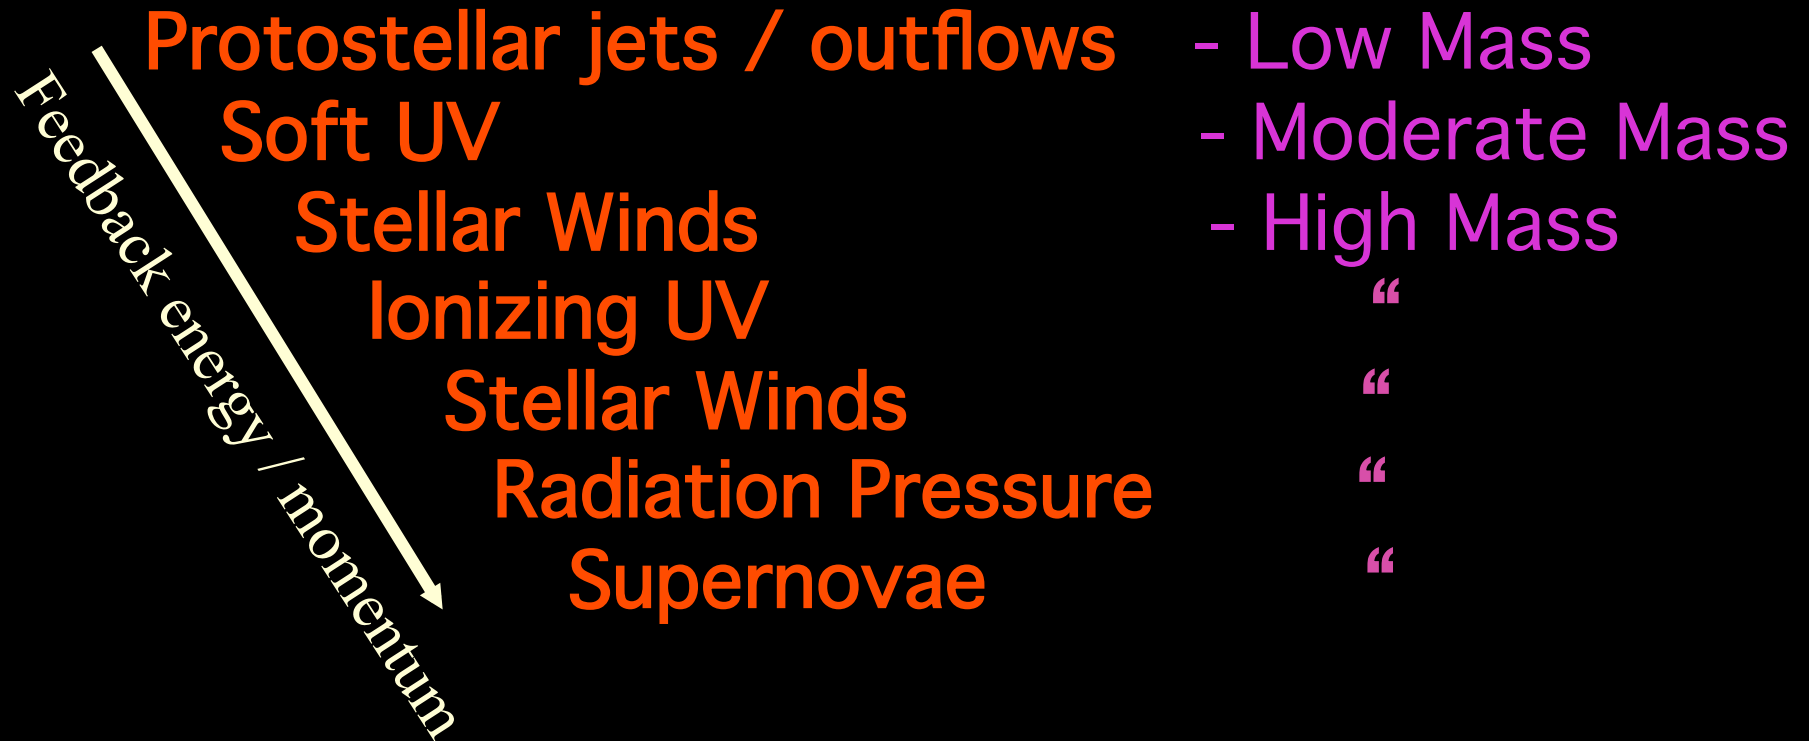 Protostellar jets / outflows - Low Mass
Soft UV - Moderate Mass
Stellar Winds - High Mass
Ionizing UV “
Stellar Winds “
Radiation Pressure “
Supernovae “
Feedback energy / momentum